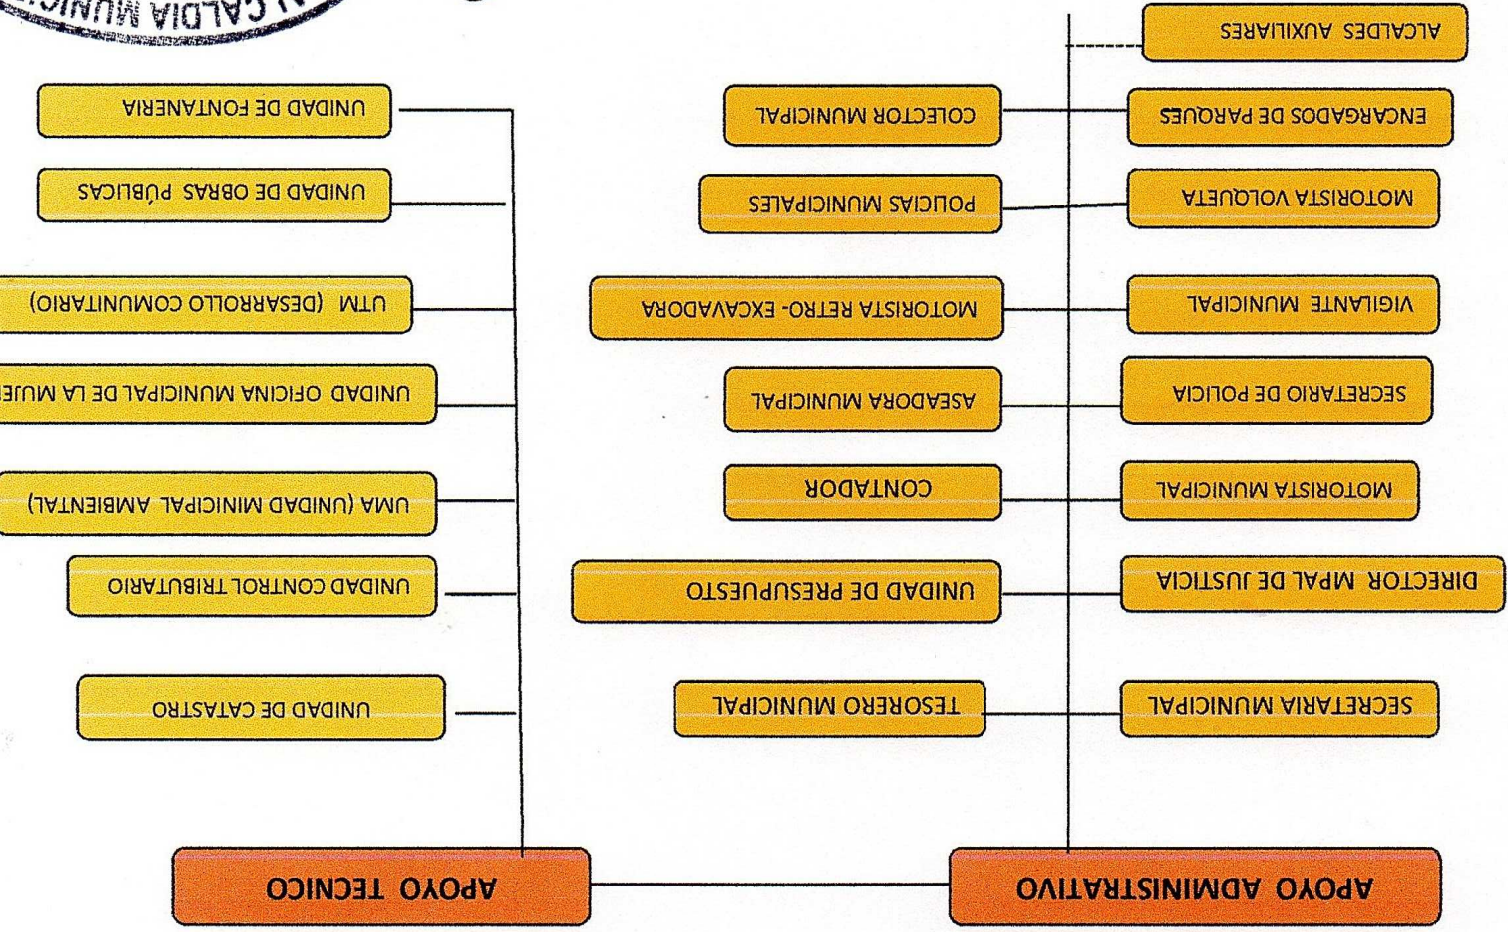 APOYO ADMINISTRATIVO
APOYO TECNICO
SECRETARIA MUNICIPAL
TESORERO MUNICIPAL
UNIDAD DE CATASTRO
DIRECTOR MPAL DE JUSTICIA
UNIDAD DE PRESUPUESTO
UNIDAD CONTROL TRIBUTARIO
MOTORISTA MUNICIPAL
CONTADOR
UMA (UNIDAD MINICIPAL AMBIENTAL)
SECRETARIO DE POLICIA
ASEADORA MUNICIPAL
UNIDAD OFICINA MUNICIPAL DE LA MUJER
VIGILANTE MUNICIPAL
MOTORISTA RETRO- EXCAVADORA
UTM (DESARROLLO COMUNITARIO)
MOTORISTA VOLQUETA
POLICIAS MUNICIPALES
UNIDAD DE OBRAS PÚBLICAS
ENCARGADOS DE PARQUES
COLECTOR MUNICIPAL
UNIDAD DE FONTANERIA
ALCALDES AUXILIARES
ALCALDIA MUNICI